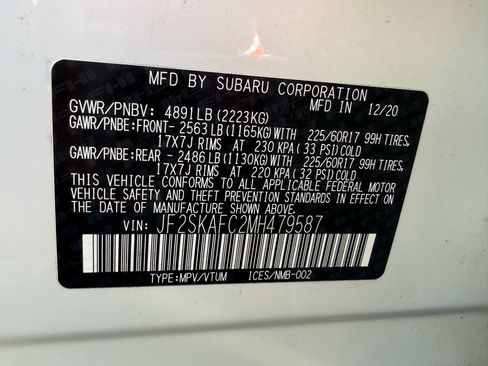 MFD BY SUBARU CORPORATION
GVWR/PNBV: 4891LB (2223KG) MFD IN 12/20
GAWR/PNBE:FRONT- 2563LB (1165KG) WITH 225/60R17 99H TIRES,
17X7J RIMS AT 230 KPA (33 PSI) COLD
GAWR/PNBE:REAR - 2486LB (1130KG) WITH 225/60R17 99H TIRES,
17X7J RIMS AT 220 KPA (32 PSI) COLD
THIS VEHICLE CONFORMS TO ALL APPLICABLE FEDERAL MOTOR
VEHICLE SAFETY AND THEFT PREVENTION STANDARDS IN EFFECT ON
THE DATE OF MANUFACTURE SHOWN ABOVE.
VIN: JF2SKAFC2MH479587
TYPE:MPV/VTUM ICES/NMB-002